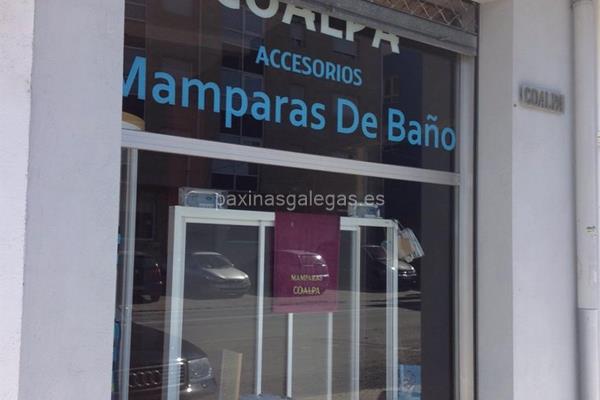 COALPA
ACCESORIOS
Mamparas De Baño
COALPA
paxinasgalegas.es
MAMPARAS
COALPA